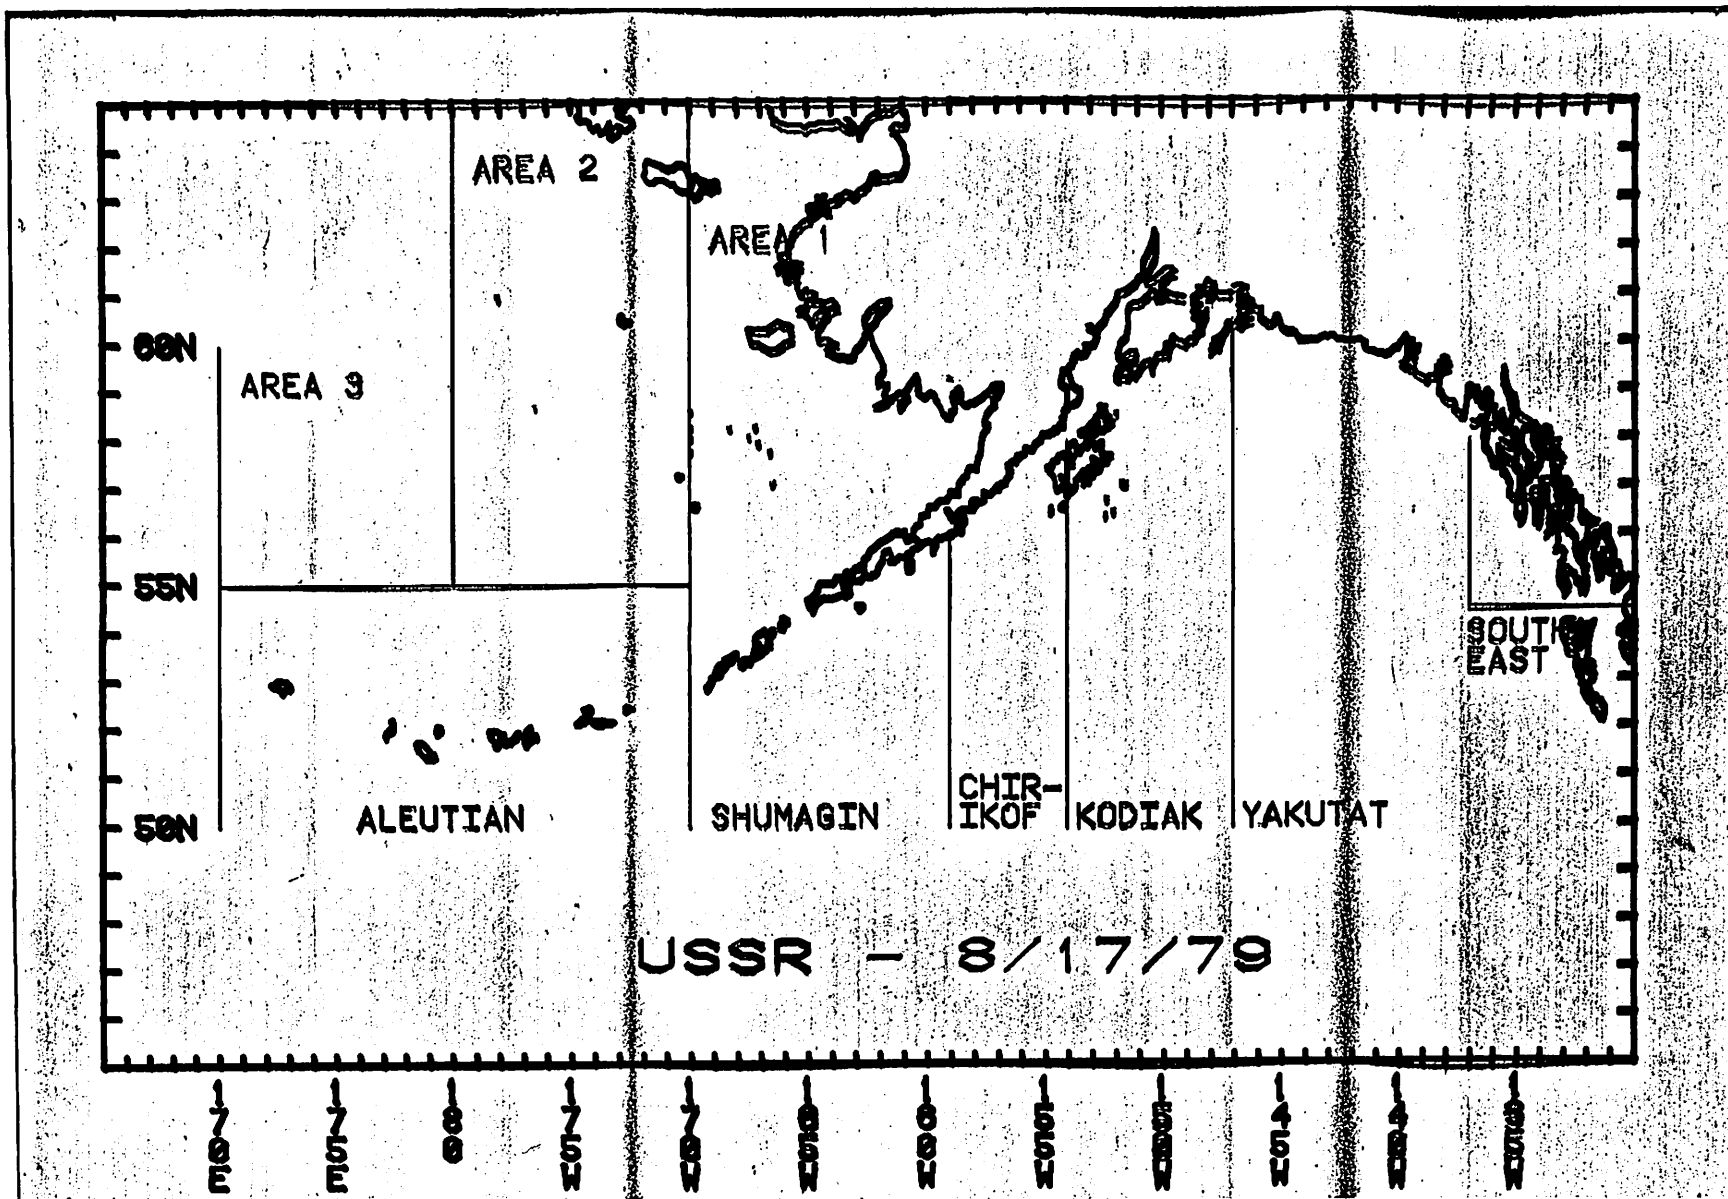 AREA 2
AREA 1
60N
AREA 3
55N
SOUTH
EAST
CHIR-
IKOF
50N
ALEUTIAN
SHUMAGIN
KODIAK
YAKUTAT
USSR - 8/17/79
170E
175E
180
175W
170W
165W
160W
155W
150W
145W
140W
135W